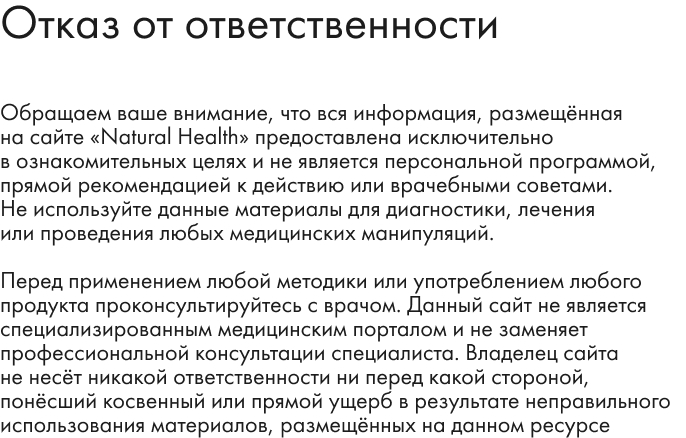 Отказ от ответственности
Обращаем ваше внимание, что вся информация, размещённая
на сайте «Natural Health» предоставлена исключительно
в ознакомительных целях и не является персональной программой,
прямой рекомендацией к действию или врачебными советами.
Не используйте данные материалы для диагностики, лечения
или проведения любых медицинских манипуляций.
Перед применением любой методики или употреблением любого
продукта проконсультируйтесь с врачом. Данный сайт не является
специализированным медицинским порталом и не заменяет
профессиональной консультации специалиста. Владелец сайта
не несёт никакой ответственности ни перед какой стороной,
понёсший косвенный или прямой ущерб в результате неправильного
использования материалов, размещённых на данном ресурсе